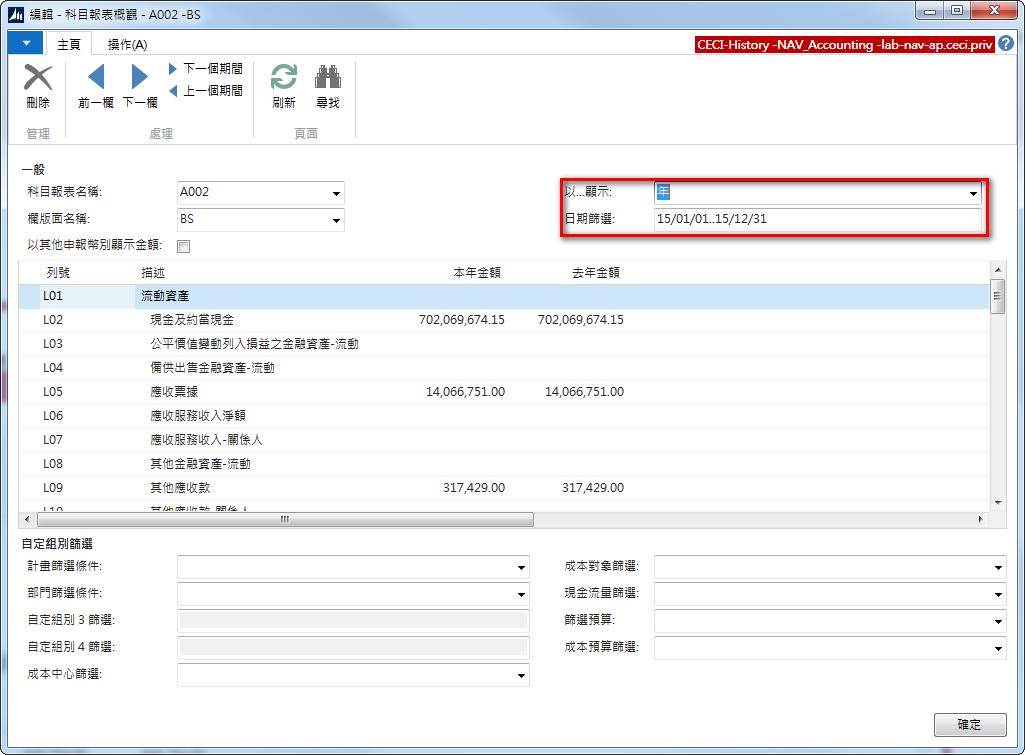 編輯 - 科目報表概觀 - A002 -BS
主頁 操作(A) CECI-History -NAV_Accounting -lab-nav-ap.ceci.priv
刪除 前一欄 下一欄 下一個期間 上一個期間 刷新 尋找
管理 處理 頁面
一般
科目報表名稱: A002 以...顯示: 年
欄版面名稱: BS 日期篩選: 15/01/01..15/12/31
以其他申報幣別顯示金額:
列號 描述 本年金額 去年金額
L01 流動資產
L02 現金及約當現金 702,069,674.15 702,069,674.15
L03 公平價值變動列入損益之金融資產-流動
L04 備供出售金融資產-流動
L05 應收票據 14,066,751.00 14,066,751.00
L06 應收服務收入淨額
L07 應收服務收入-關係人
L08 其他金融資產-流動
L09 其他應收款 317,429.00 317,429.00
L10 其他應收款-關係人
自定組別篩選
計畫篩選條件: 成本對象篩選:
部門篩選條件: 現金流量篩選:
自定組別 3 篩選: 篩選預算:
自定組別 4 篩選: 成本預算篩選:
成本中心篩選:
確定